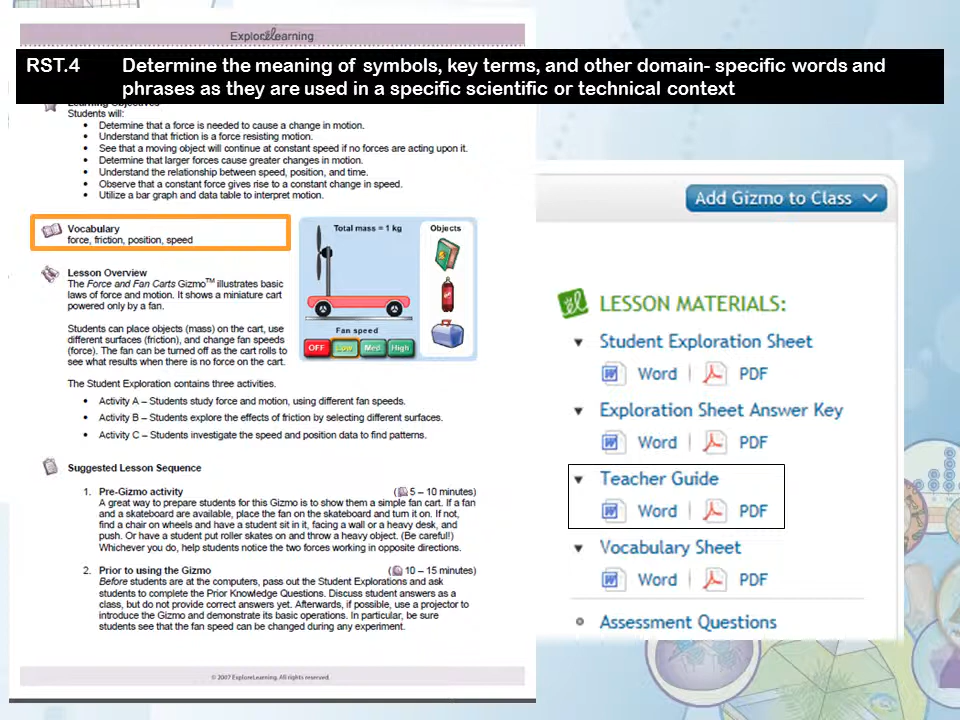 ExploreLearning
RST.4 Determine the meaning of symbols, key terms, and other domain- specific words and
phrases as they are used in a specific scientific or technical context
Learning Objectives
Students will:
• Determine that a force is needed to cause a change in motion.
• Understand that friction is a force resisting motion.
• See that a moving object will continue at constant speed if no forces are acting upon it.
• Determine that larger forces cause greater changes in motion.
• Understand the relationship between speed, position, and time.
• Observe that a constant force gives rise to a constant change in speed.
• Utilize a bar graph and data table to interpret motion.
Vocabulary
force, friction, position, speed
Lesson Overview
The Force and Fan Carts Gizmo™ illustrates basic
laws of force and motion. It shows a miniature cart
powered only by a fan.
Students can place objects (mass) on the cart, use
different surfaces (friction), and change fan speeds
(force). The fan can be turned off as the cart rolls to
see what results when there is no force on the cart.
Total mass = 1 kg
Objects
Fan speed
OFF Low Med High
The Student Exploration contains three activities.
• Activity A – Students study force and motion, using different fan speeds.
• Activity B – Students explore the effects of friction by selecting different surfaces.
• Activity C – Students investigate the speed and position data to find patterns.
Suggested Lesson Sequence
1. Pre-Gizmo activity (5 – 10 minutes)
A great way to prepare students for this Gizmo is to show them a simple fan cart. If a fan
and a skateboard are available, place the fan on the skateboard and turn it on. If not,
find a chair on wheels and have a student sit in it, facing a wall or a heavy desk, and
push. Or have a student put roller skates on and throw a heavy object. (Be careful!)
Whichever you do, help students notice the two forces working in opposite directions.
2. Prior to using the Gizmo (10 – 15 minutes)
Before students are at the computers, pass out the Student Explorations and ask
students to complete the Prior Knowledge Questions. Discuss student answers as a
class, but do not provide correct answers yet. Afterwards, if possible, use a projector to
introduce the Gizmo and demonstrate its basic operations. In particular, be sure
students see that the fan speed can be changed during any experiment.
© 2007 ExploreLearning. All rights reserved.
Add Gizmo to Class
el LESSON MATERIALS:
Student Exploration Sheet
Word | PDF
Exploration Sheet Answer Key
Word | PDF
Teacher Guide
Word | PDF
Vocabulary Sheet
Word | PDF
Assessment Questions